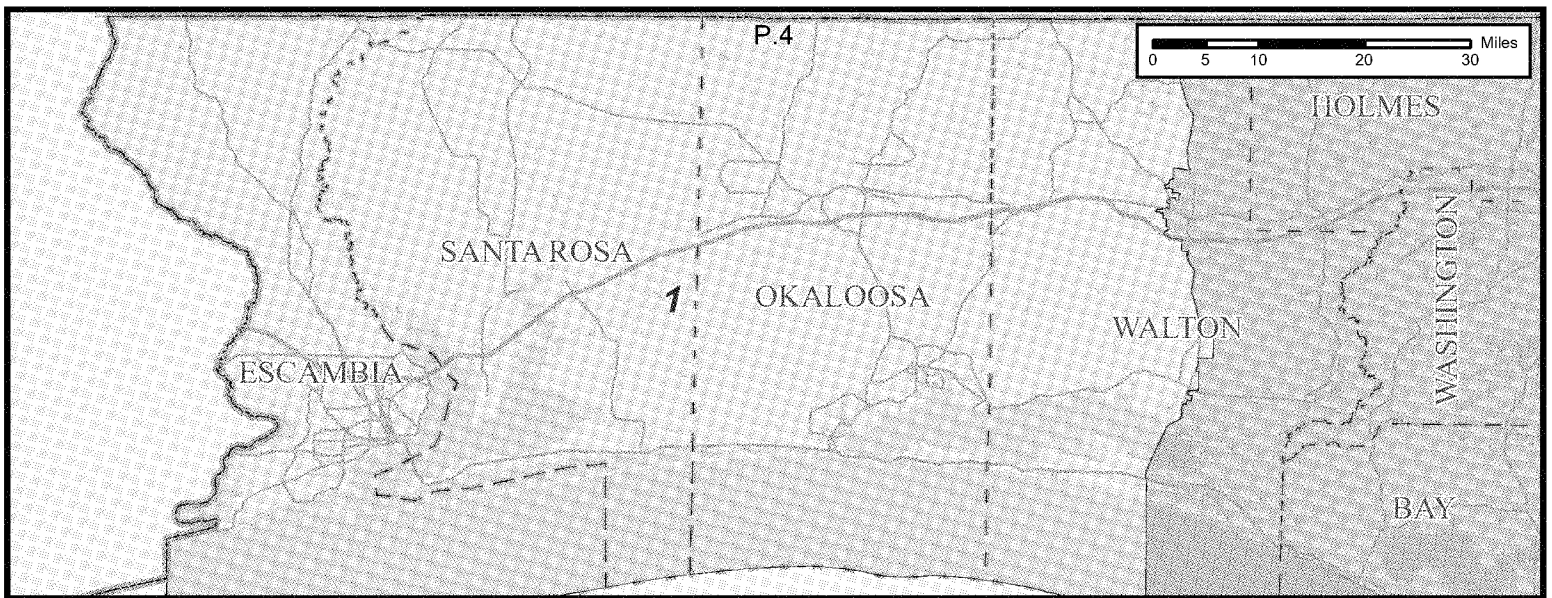 P.4
Miles
0 5 10 20 30
HOLMES
WASHINGTON
SANTA ROSA
1
OKALOOSA
WALTON
ESCAMBIA
BAY